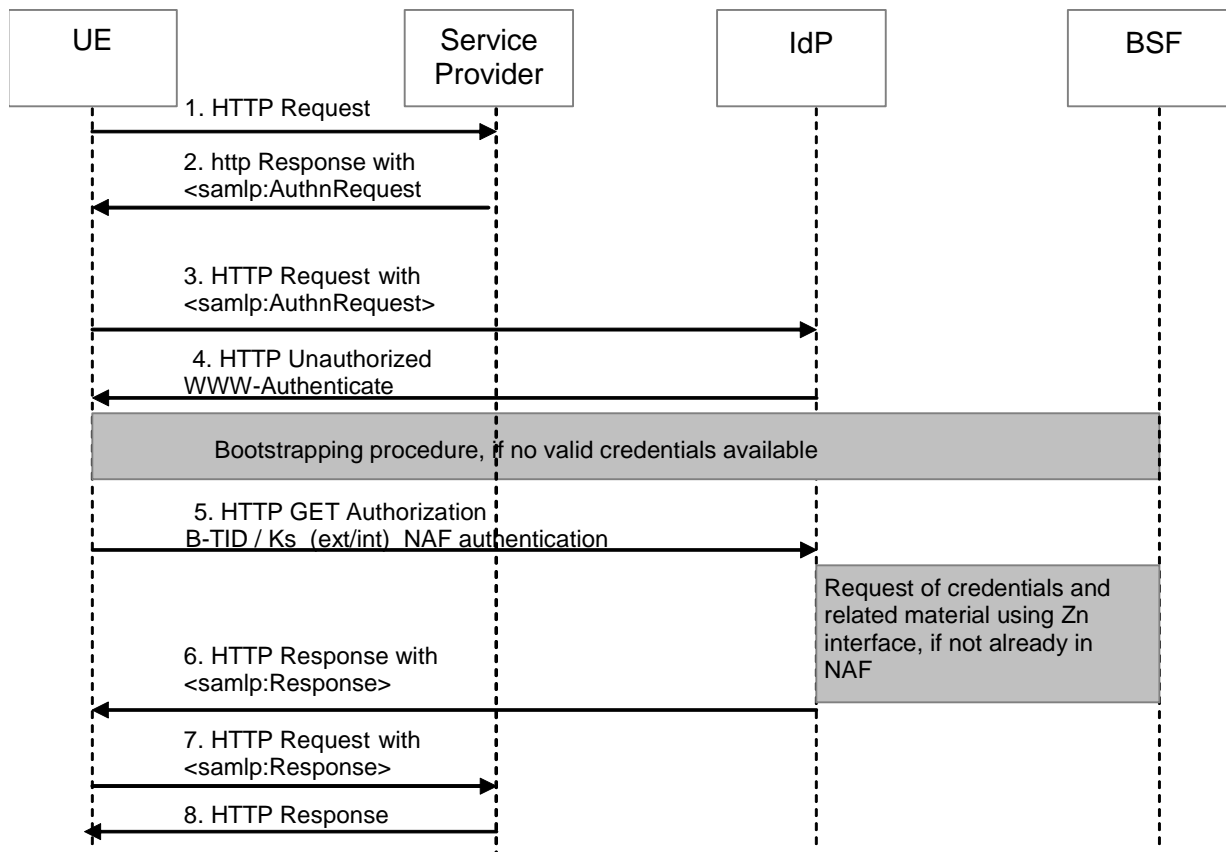 UE
Service
Provider
IdP
BSF
1. HTTP Request
2. http Response with
<samlp:AuthnRequest
3. HTTP Request with
<samlp:AuthnRequest>
4. HTTP Unauthorized
WWW-Authenticate
Bootstrapping procedure, if no valid credentials available
5. HTTP GET Authorization
B-TID / Ks_(ext/int)_NAF authentication
Request of credentials and
related material using Zn
interface, if not already in
NAF
6. HTTP Response with
<samlp:Response>
7. HTTP Request with
<samlp:Response>
8. HTTP Response